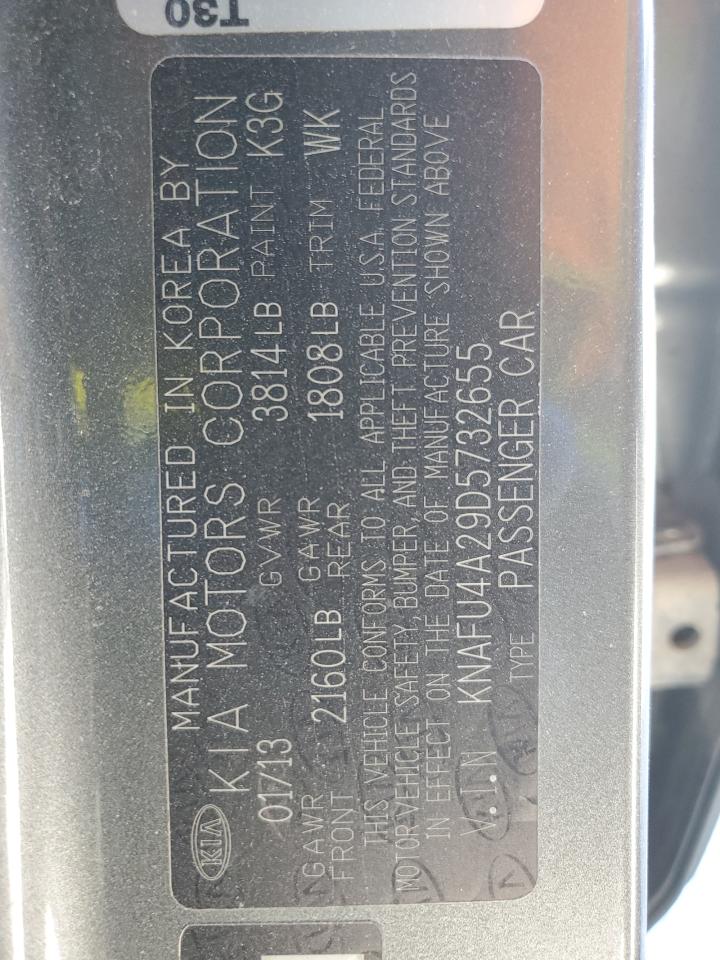 T30
MANUFACTURED IN KOREA BY
KIA KIA MOTORS CORPORATION
01/13 GVWR 3814LB PAINT K3G
GAWR FRONT 2160LB GAWR REAR 1808LB TRIM WK
THIS VEHICLE CONFORMS TO ALL APPLICABLE U.S.A. FEDERAL
MOTOR VEHICLE SAFETY, BUMPER, AND THEFT PREVENTION STANDARDS
IN EFFECT ON THE DATE OF MANUFACTURE SHOWN ABOVE
V.I.N KNAFU4A29D5732655
TYPE PASSENGER CAR